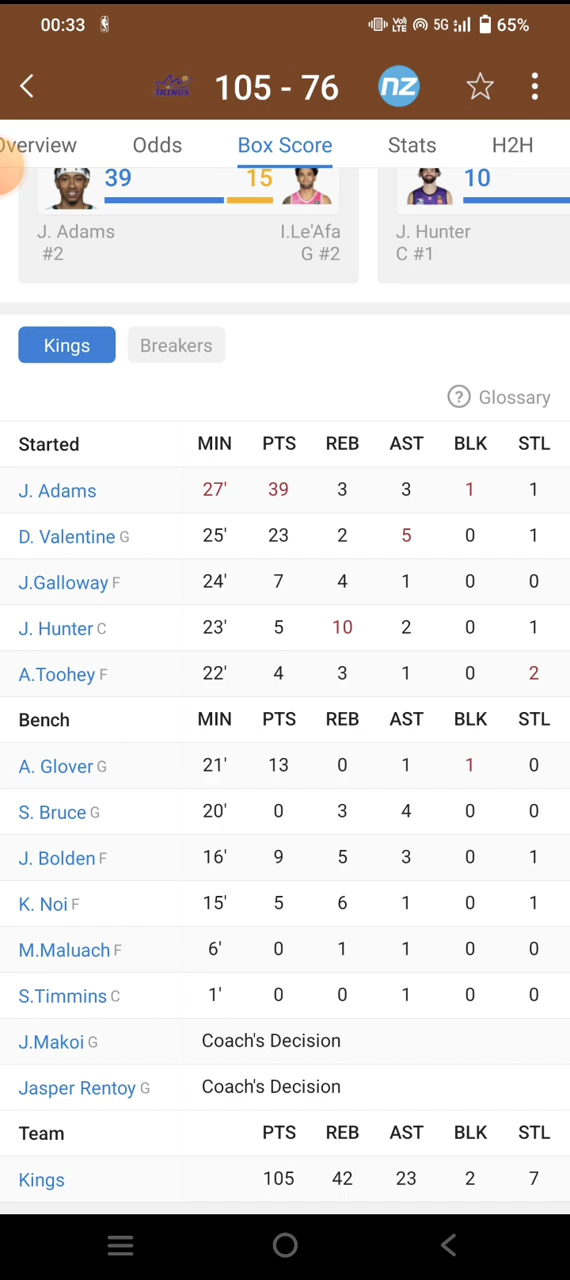 00:33 Vo) LTE 5G 65%
KINGS 105 - 76 nz
Overview Odds Box Score Stats H2H
39 15 10
J. Adams I.Le'Afa J. Hunter
#2 G #2 C #1
Kings Breakers
? Glossary
Started MIN PTS REB AST BLK STL
J. Adams 27' 39 3 3 1 1
D. Valentine G 25' 23 2 5 0 1
J.Galloway F 24' 7 4 1 0 0
J. Hunter C 23' 5 10 2 0 1
A.Toohey F 22' 4 3 1 0 2
Bench MIN PTS REB AST BLK STL
A. Glover G 21' 13 0 1 1 0
S. Bruce G 20' 0 3 4 0 0
J. Bolden F 16' 9 5 3 0 1
K. Noi F 15' 5 6 1 0 1
M.Maluach F 6' 0 1 1 0 0
S.Timmins C 1' 0 0 1 0 0
J.Makoi G Coach's Decision
Jasper Rentoy G Coach's Decision
Team PTS REB AST BLK STL
Kings 105 42 23 2 7